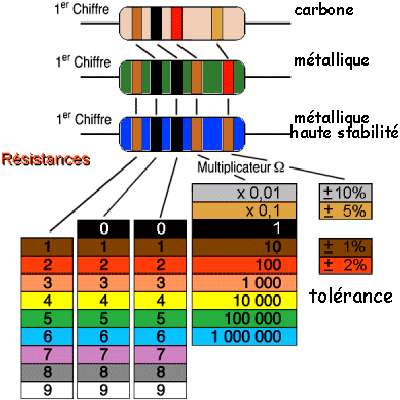 1er Chiffre
carbone
1er Chiffre
métallique
1er Chiffre
métallique
haute stabilité
Résistances
Multiplicateur Ω
x 0,01 ± 10%
x 0,1 ± 5%
0 0 1
1 1 1 10 ± 1%
2 2 2 100 ± 2%
3 3 3 1 000
4 4 4 10 000 tolérance
5 5 5 100 000
6 6 6 1 000 000
7 7 7
8 8 8
9 9 9